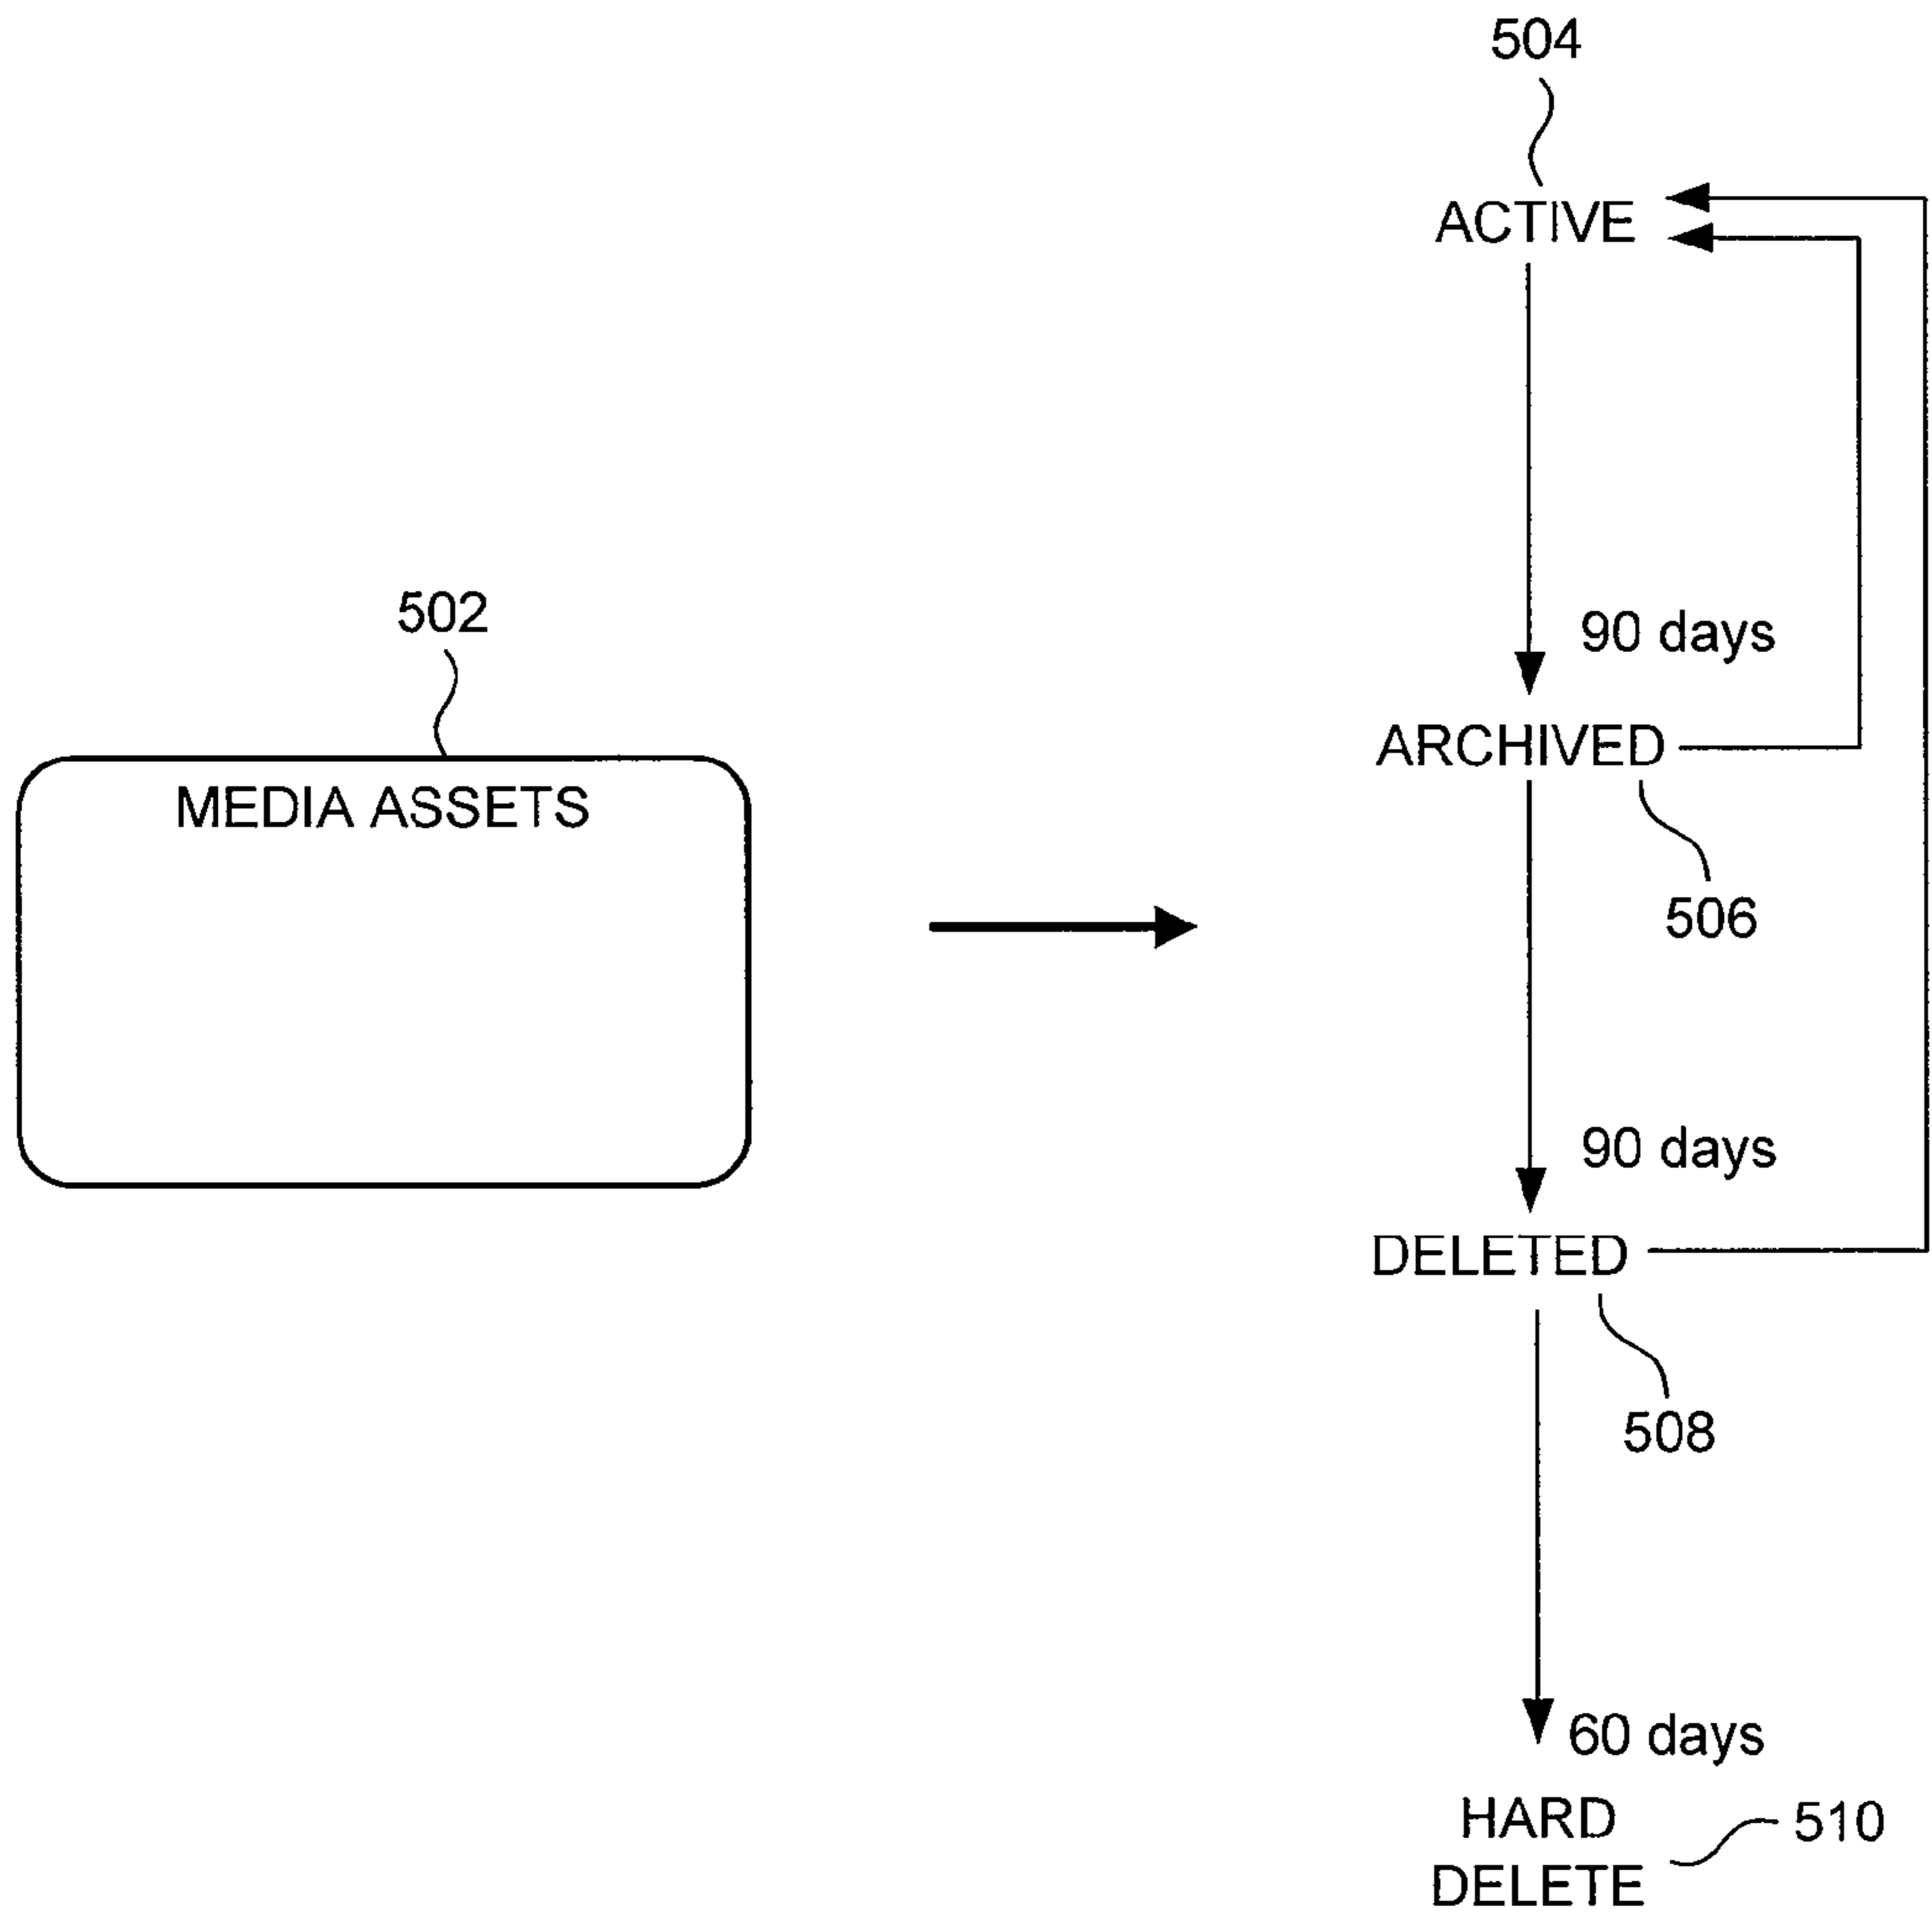 504
ACTIVE
90 days
502
MEDIA ASSETS
ARCHIVED
506
90 days
DELETED
508
60 days
HARD
DELETE
510